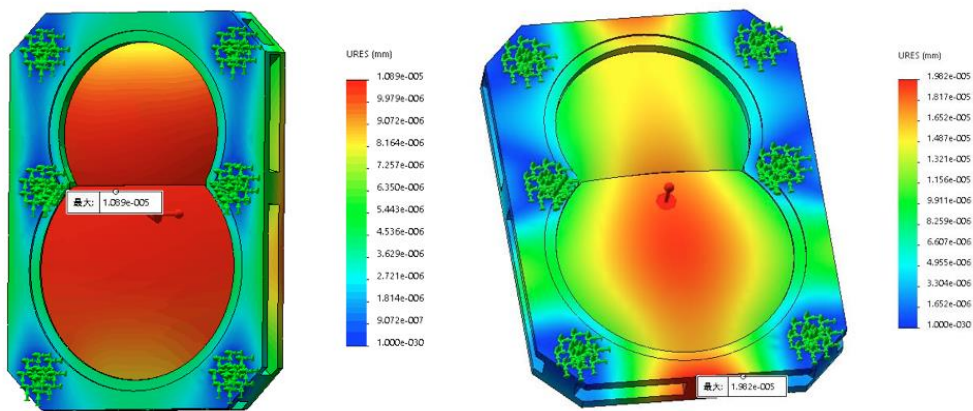 URES (mm)
1.089e-005
9.979e-006
9.072e-006
8.164e-006
7.257e-006
6.350e-006
5.443e-006
4.536e-006
3.629e-006
2.721e-006
1.814e-006
9.072e-007
1.000e-030
最大: 1.089e-005
URES (mm)
1.982e-005
1.817e-005
1.652e-005
1.487e-005
1.321e-005
1.156e-005
9.911e-006
8.259e-006
6.607e-006
4.955e-006
3.304e-006
1.652e-006
1.000e-030
最大: 1.982e-005